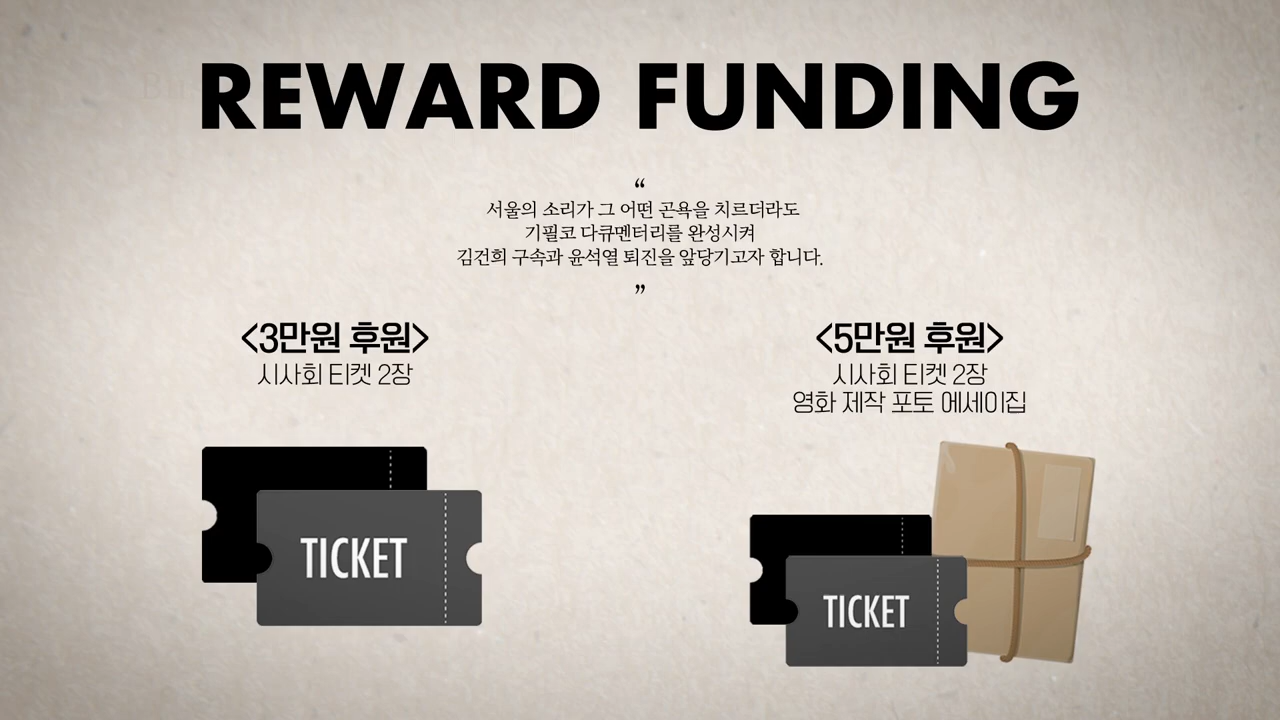 REWARD FUNDING
“
서울의 소리가 그 어떤 곤욕을 치르더라도
기필코 다큐멘터리를 완성시켜
김건희 구속과 윤석열 퇴진을 앞당기고자 합니다.
”
<3만원 후원>
시사회 티켓 2장
<5만원 후원>
시사회 티켓 2장
영화 제작 포토 에세이집
TICKET
TICKET